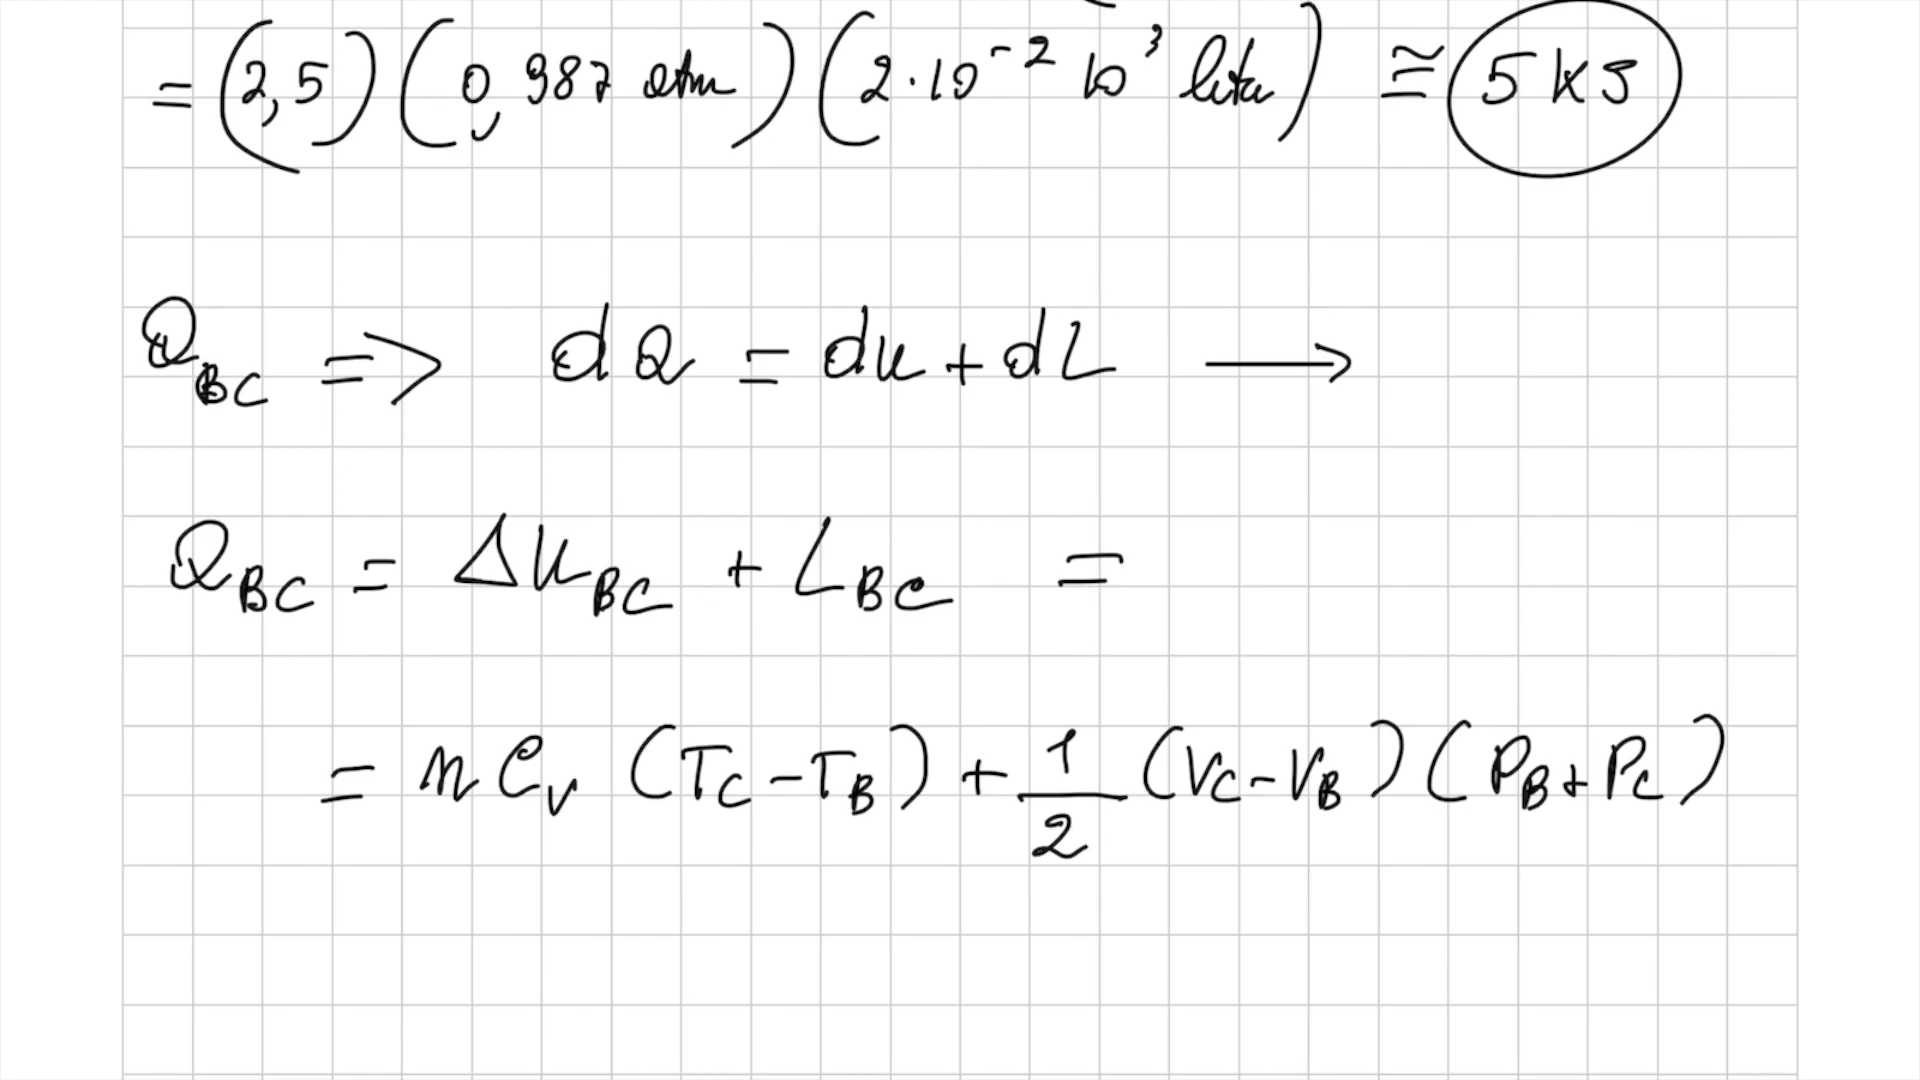 = (2,5) (0,987 atm) (2·10⁻² 10³ litri) ≅ 5 KJ
Q_BC => dQ = dU + dL →
Q_BC = ΔU_BC + L_BC =
= n C_V (T_C - T_B) + 1/2 (V_C - V_B) (P_B + P_C)